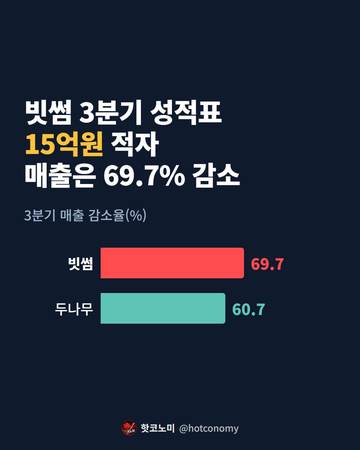 빗썸 3분기 성적표
15억원 적자
매출은 69.7% 감소
3분기 매출 감소율(%)
빗썸 69.7
두나무 60.7
핫코노미 @hotconomy